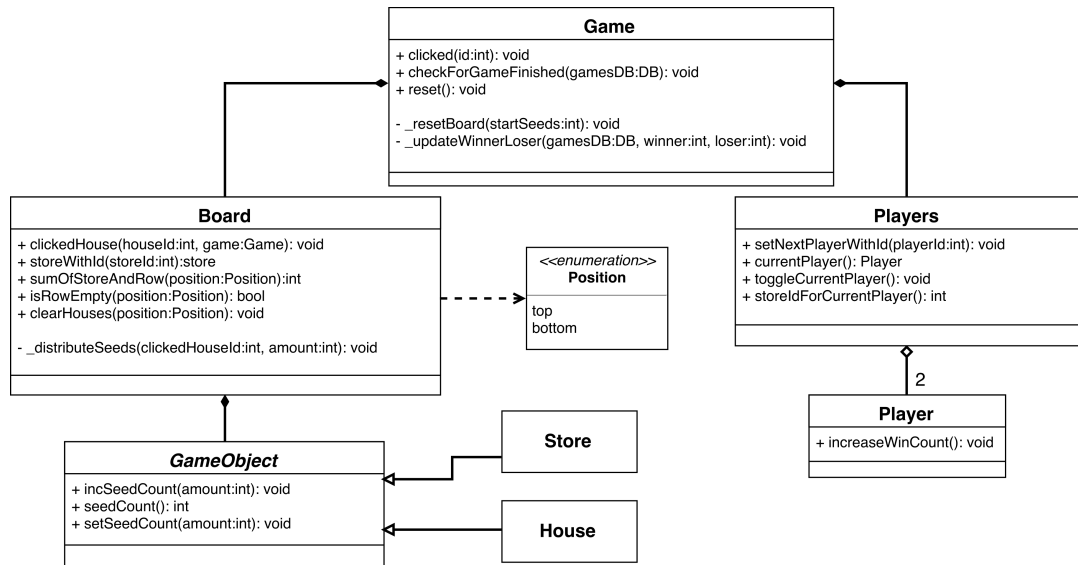 Game
+ clicked(id:int): void
+ checkForGameFinished(gamesDB:DB): void
+ reset(): void
- _resetBoard(startSeeds:int): void
- _updateWinnerLoser(gamesDB:DB, winner:int, loser:int): void
Board
+ clickedHouse(houseId:int, game:Game): void
+ storeWithId(storeId:int):store
+ sumOfStoreAndRow(position:Position):int
+ isRowEmpty(position:Position): bool
+ clearHouses(position:Position): void
- _distributeSeeds(clickedHouseId:int, amount:int): void
<<enumeration>>
Position
top
bottom
Players
+ setNextPlayerWithId(playerId:int): void
+ currentPlayer(): Player
+ toggleCurrentPlayer(): void
+ storeIdForCurrentPlayer(): int
2
Player
+ increaseWinCount(): void
GameObject
+ incSeedCount(amount:int): void
+ seedCount(): int
+ setSeedCount(amount:int): void
Store
House